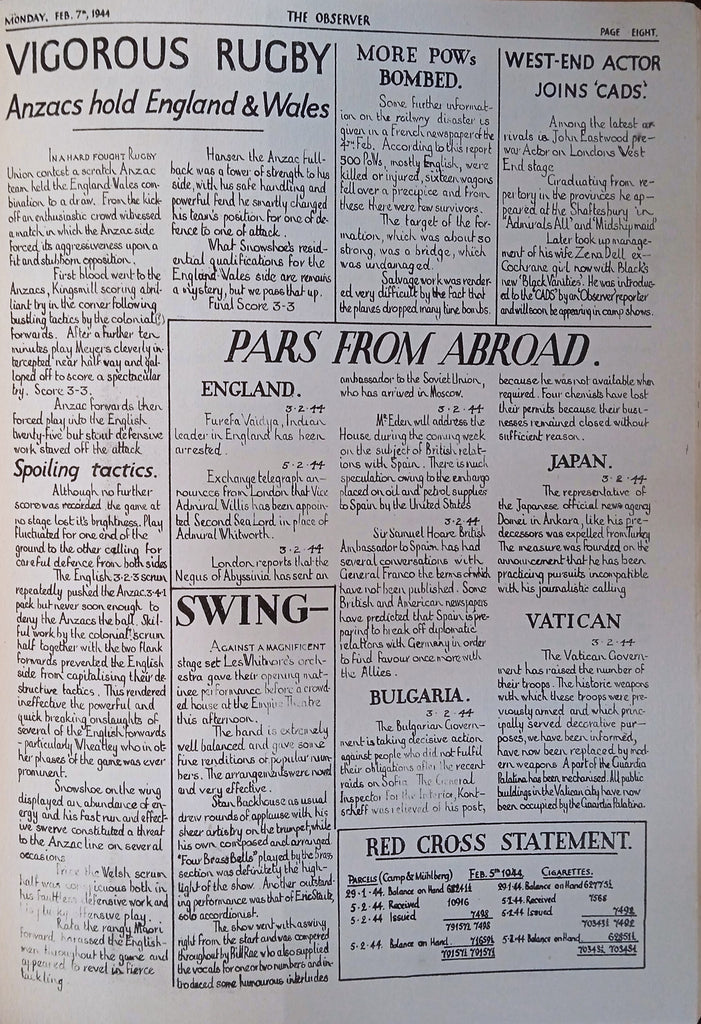 MONDAY, FEB. 7th, 1944
THE OBSERVER
PAGE EIGHT.
VIGOROUS RUGBY
Anzacs hold England & Wales
IN A HARD FOUGHT RUGBY
Union contest a scratch Anzac
team held the England Wales com-
bination to a draw. From the kick-
off an enthusiastic crowd witnessed
a match in which the Anzac side
forced its aggressiveness upon a
fit and stubborn opposition.
First blood went to the
Anzacs, Kingsmill scoring a bril-
liant try in the corner following
bustling tactics by the colonial(?)
forwards. After a further ten
minutes play Meyers cleverly in-
tercepted near half way and gal-
loped off to score a spectacular
try. Score 3-3.
Anzac forwards then
forced play into the English
twenty-five but stout defensive
work staved off the attack.
Spoiling tactics.
Although no further
score was recorded the game at
no stage lost it's brightness. Play
fluctuated for one end of the
ground to the other calling for
careful defence from both sides
The English 3-2-3 scrum
repeatedly pushed the Anzac 3-4-1
pack but never soon enough to
deny the Anzacs the ball. Skil-
ful work by the colonial scrum
half together with the two flank
forwards prevented the English
side from capitalising their de-
structive tactics. This rendered
ineffective the powerful and
quick breaking onslaughts of
several of the English forwards
- particularly Wheatley who in ot-
her phases of the game was ever
prominent.
Snowshoe on the wing
displayed an abundance of en-
ergy and his fast run and effect-
ive swerve constituted a threat
to the Anzac line on several
occasions
Price the Welsh scrum
half was conspicuous both in
his faultless defensive work and
offensive play.
Rata the rangy Maori
forward harassed the English-
men throughout the game and
appeared to revel in fierce
tackling.
Hansen the Anzac full-
back was a tower of strength to his
side, with his safe handling and
powerful fend he smartly changed
his team's position for one of de-
fence to one of attack.
What Snowshoe's resid-
ential qualifications for the
England Wales side are remains
a mystery, but we pass that up.
Final Score 3-3
MORE POWs
BOMBED.
Some further informat-
ion on the railway disaster is
given in a French newspaper of the
4th Feb. According to this report
500 PoWs, mostly English, were
killed or injured, sixteen wagons
fell over a precipice and from
these there were few survivors.
The target of the for-
mation, which was about 30
strong, was a bridge, which
was undamaged.
Salvage work was render-
ed very difficult by the fact that
the planes dropped many time bombs.
WEST-END ACTOR
JOINS 'CADS'.
Among the latest ar-
rivals is John Eastwood pre-
war Actor on Londons West
End stage
Graduating from re-
pertory in the provinces he ap-
peared at the Shaftesbury in
'Admirals All' and 'Midshipmaid'
Later took up manage-
ment of his wife Zena Dell ex-
Cochrane girl now with Black's
new 'Black Vanities'. He was introduc-
ed to the 'CADS' by an Observer reporter
and will soon be appearing in camp shows.
PARS FROM ABROAD.
ENGLAND.
3·2·44
Fureta Vaidya, Indian
leader in England has been
arrested.
5·2·44
Exchange telegraph an-
nounces from London that Vice
Admiral Willis has been appoin-
ted Second Sea Lord in place of
Admiral Whitworth.
3·2·44
London reports that the
Negus of Abyssinia has sent an
ambassador to the Soviet Union,
who has arrived in Moscow.
3·2·44
Mr Eden will address the
House during the coming week
on the subject of British relat-
ions with Spain. There is much
speculation owing to the embargo
placed on oil and petrol supplies
to Spain by the United States
3·2·44
Sir Samuel Hoare British
Ambassador to Spain has had
several conversations with
General Franco the terms of which
have not been published. Some
British and American newspapers
have predicted that Spain is pre-
paring to break off diplomatic
relations with Germany in order
to find favour once more with
the Allies.
BULGARIA.
3·2·44
The Bulgarian Govern-
ment is taking decisive action
against people who did not fulfil
their obligations after the recent
raids on Sofia. The General
Inspector for the Interior, Kont-
scheff was relieved of his post,
because he was not available when
required. Four chemists have lost
their permits because their busi-
nesses remained closed without
sufficient reason.
JAPAN.
3·2·44
The representative of
the Japanese official news agency
Domei in Ankara, like his pre-
decessors was expelled from Turkey
The measure was founded on the
announcement that he has been
practicing pursuits incompatible
with his journalistic calling
VATICAN
3·2·44
The Vatican Govern-
ment has raised the number of
their troops. The historic weapons
with which these troops were pre-
viously armed and which princ-
ipally served decorative pur-
poses, we have been informed,
have now been replaced by mod-
ern weapons A part of the Guardia
Palatina has been mechanised. All public
buildings in the Vatican city have now
been occupied by the Guardia Palatina.
SWING—
AGAINST A MAGNIFICENT
stage set Les Whitmore's orch-
estra gave their opening mat-
inee performance before a crowd-
ed house at the Empire Theatre
this afternoon.
The band is extremely
well balanced and gave some
fine renditions of popular num-
bers. The arrangements were novel
and very effective.
Stan Backhouse as usual
drew rounds of applause with his
sheer artistry on the trumpet, while
his own composed and arranged
"Four Brass Bells" played by the brass
section was definitely the high-
light of the show. Another outstan-
ding performance was that of Eric Stait,
solo accordionist.
The show went with a swing
right from the start and was compered
throughout by Bill Rae who also supplied
the vocals for one or two numbers and in-
troduced some humourous interludes
RED CROSS STATEMENT.
PARCELS (Camp & Mühlberg) FEB. 5th 1944. CIGARETTES.
29·1·44. Balance on Hand
5·2·44. Received 10916
5·2·44 Issued 7498
5·2·44. Balance on Hand.
29·1·44. Balance on Hand
5·2·44. Received 7568
5·2·44. Issued 7498
5·2·44 Balance on Hand